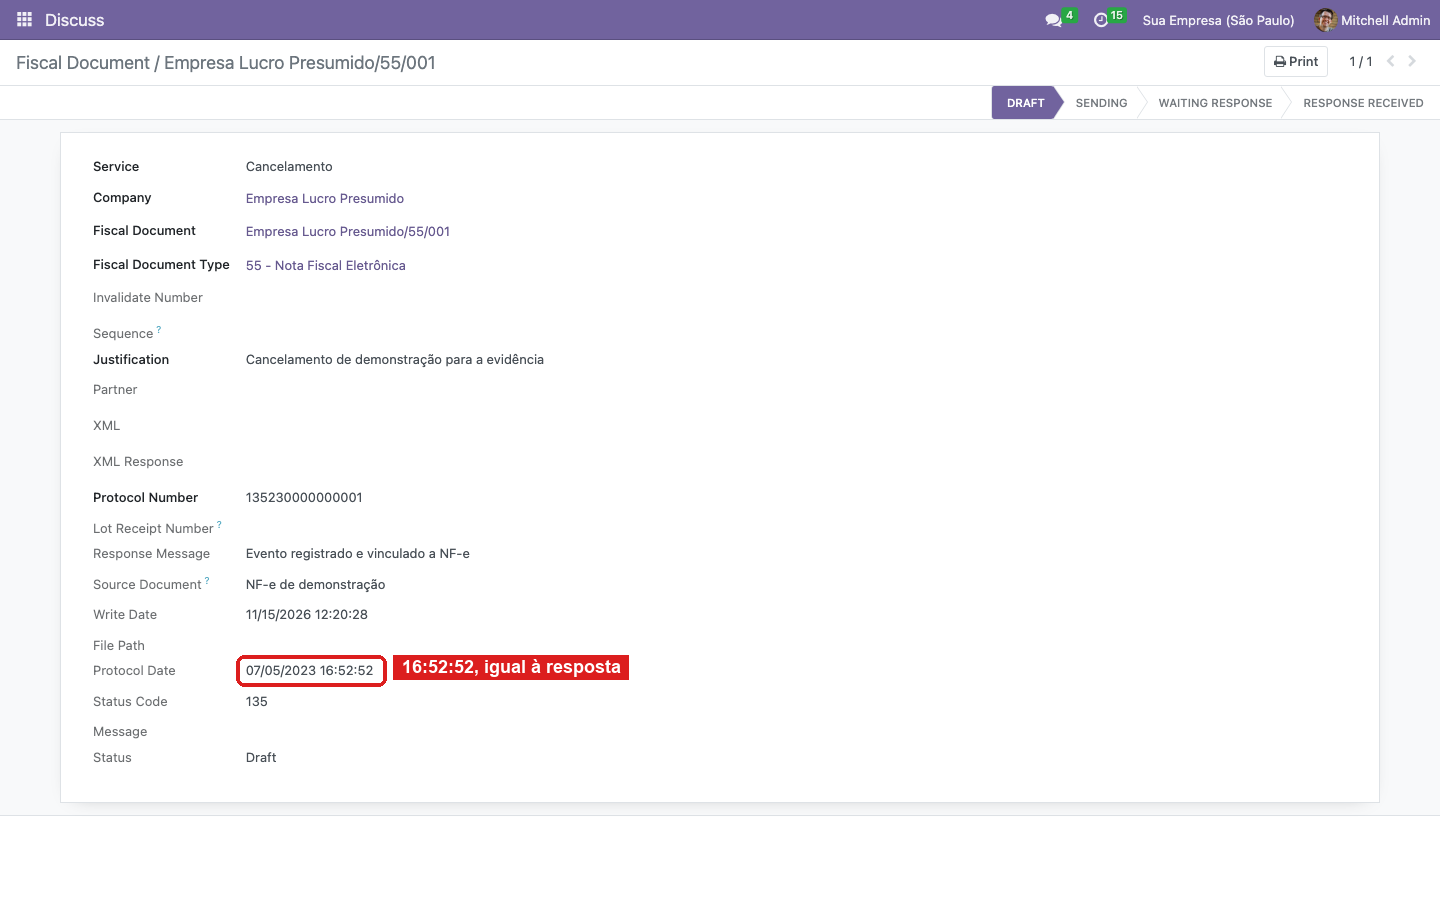 Discuss
4
15
Sua Empresa (São Paulo)
Mitchell Admin
Fiscal Document / Empresa Lucro Presumido/55/001
Print
1 / 1
DRAFT
SENDING
WAITING RESPONSE
RESPONSE RECEIVED
Service Cancelamento
Company Empresa Lucro Presumido
Fiscal Document Empresa Lucro Presumido/55/001
Fiscal Document Type 55 - Nota Fiscal Eletrônica
Invalidate Number
Sequence ?
Justification Cancelamento de demonstração para a evidência
Partner
XML
XML Response
Protocol Number 135230000000001
Lot Receipt Number ?
Response Message Evento registrado e vinculado a NF-e
Source Document ? NF-e de demonstração
Write Date 11/15/2026 12:20:28
File Path
Protocol Date 07/05/2023 16:52:52 16:52:52, igual à resposta
Status Code 135
Message
Status Draft